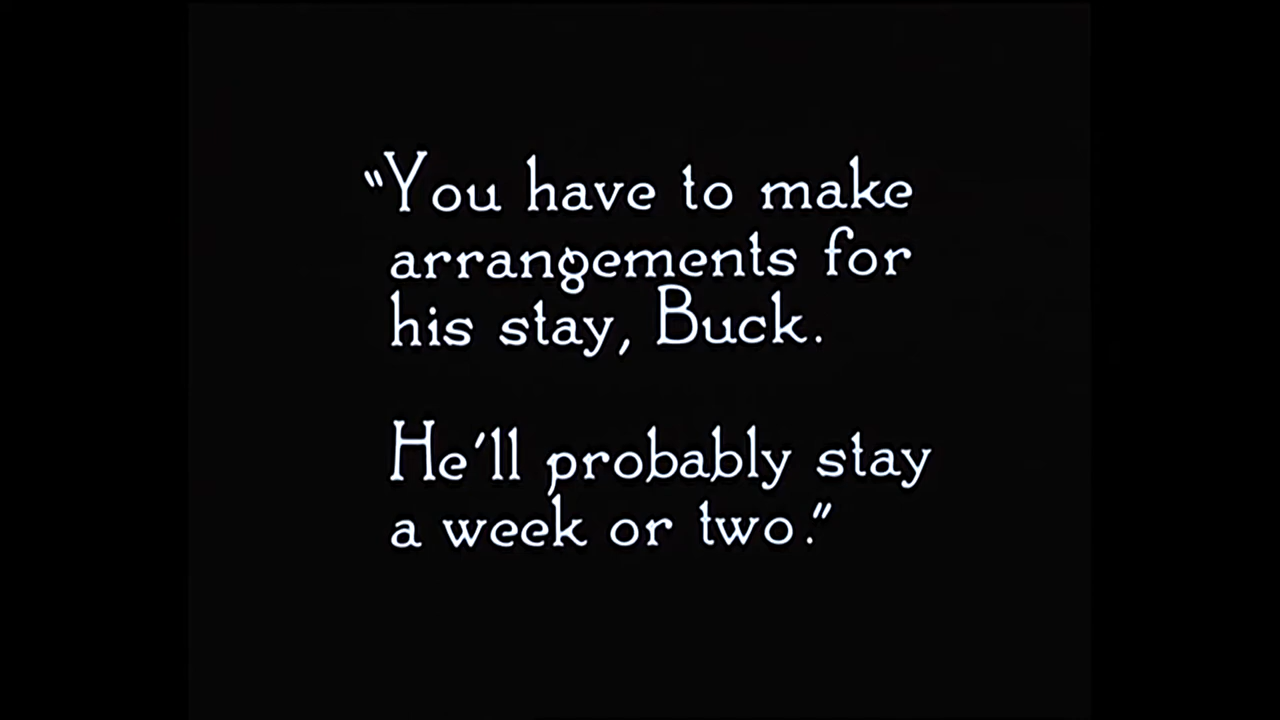 "You have to make
arrangements for
his stay, Buck.
He'll probably stay
a week or two."